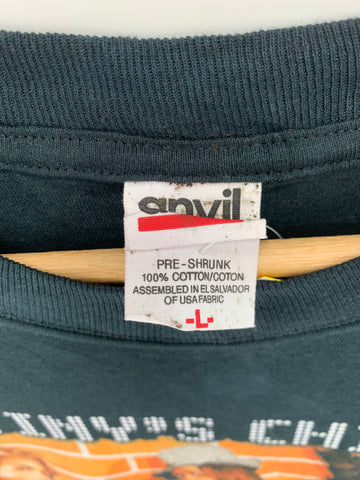 anvil
PRE-SHRUNK
100% COTTON/COTON
ASSEMBLED IN EL SALVADOR
OF USA FABRIC
-L-